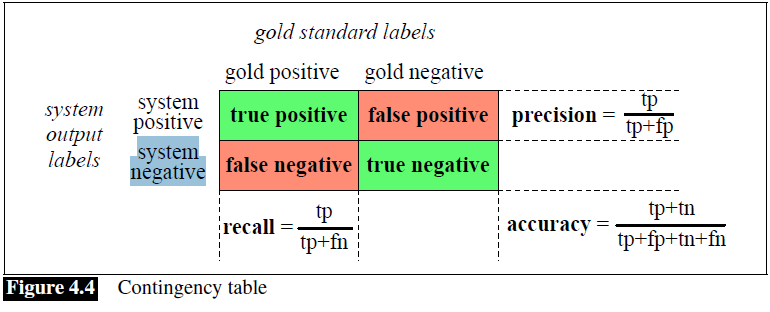 gold standard labels
gold positive gold negative
system output labels
system positive
true positive false positive precision = tp
tp+fp
system negative
false negative true negative
recall = tp
tp+fn
accuracy = tp+tn
tp+fp+tn+fn
Figure 4.4 Contingency table